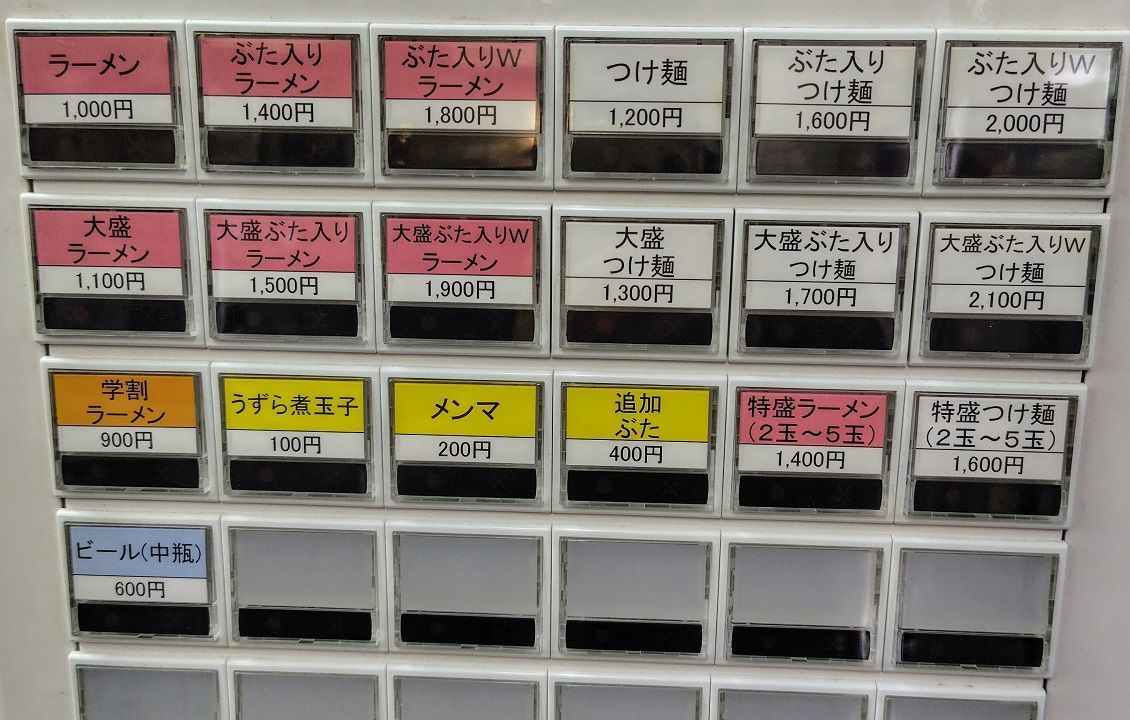 ラーメン
1,000円
ぶた入り
ラーメン
1,400円
ぶた入りW
ラーメン
1,800円
つけ麺
1,200円
ぶた入り
つけ麺
1,600円
ぶた入りW
つけ麺
2,000円
大盛
ラーメン
1,100円
大盛ぶた入り
ラーメン
1,500円
大盛ぶた入りW
ラーメン
1,900円
大盛
つけ麺
1,300円
大盛ぶた入り
つけ麺
1,700円
大盛ぶた入りW
つけ麺
2,100円
学割
ラーメン
900円
うずら煮玉子
100円
メンマ
200円
追加
ぶた
400円
特盛ラーメン
(2玉～5玉)
1,400円
特盛つけ麺
(2玉～5玉)
1,600円
ビール(中瓶)
600円